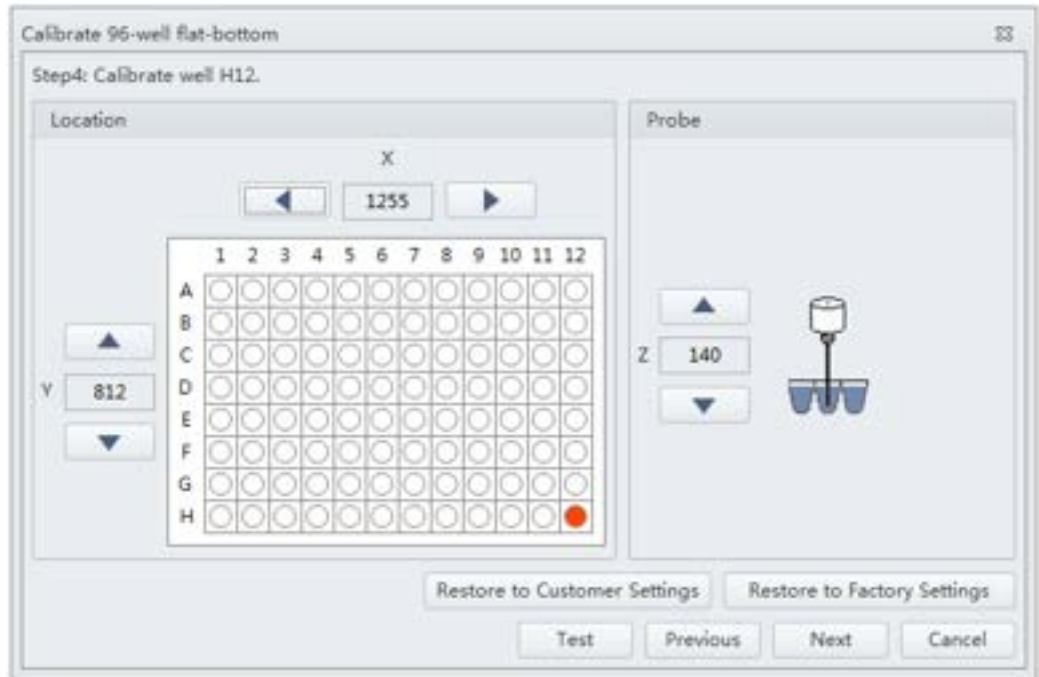 Calibrate 96-well flat-bottom
Step4: Calibrate well H12.
Location
Probe
X
1255
1 2 3 4 5 6 7 8 9 10 11 12
A
B
C
D
E
F
G
H
Y 812
Z 140
Restore to Customer Settings Restore to Factory Settings
Test Previous Next Cancel